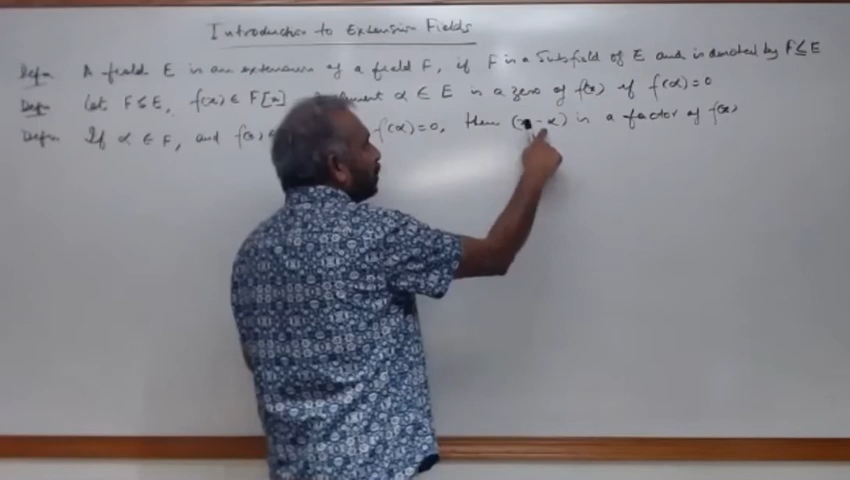 Introduction to Extension Fields
Defn A field E is an extension of a field F, if F is a Subfield of E and is denoted by F ≤ E
Defn Let F ≤ E, f(x) ∈ F[x] α ∈ E is a zero of f(x) if f(α) = 0
Defn If α ∈ F, and f(x) f(α) = 0, then (x - α) is a factor of f(x)